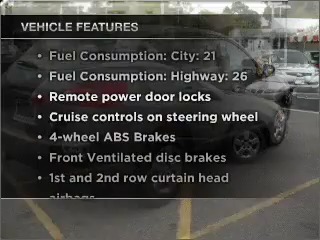 VEHICLE FEATURES
• Fuel Consumption: City: 21
• Fuel Consumption: Highway: 26
• Remote power door locks
• Cruise controls on steering wheel
• 4-wheel ABS Brakes
• Front Ventilated disc brakes
• 1st and 2nd row curtain head
airbags